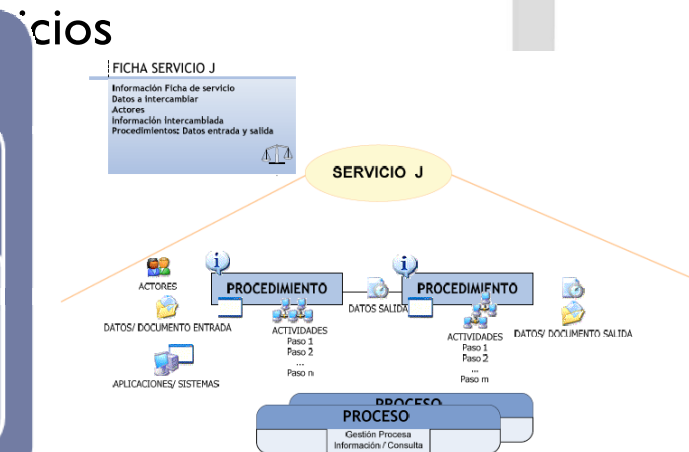 icios
FICHA SERVICIO J
Información Ficha de servicio
Datos a intercambiar
Actores
Información intercambiada
Procedimientos: Datos entrada y salida
SERVICIO J
ACTORES
DATOS/ DOCUMENTO ENTRADA
APLICACIONES/ SISTEMAS
PROCEDIMIENTO
ACTIVIDADES
Paso 1
Paso 2
...
Paso n
DATOS SALIDA
PROCEDIMIENTO
ACTIVIDADES
Paso 1
Paso 2
...
Paso m
DATOS/ DOCUMENTO SALIDA
PROCESO
PROCESO
Gestión Procesa
Información / Consulta